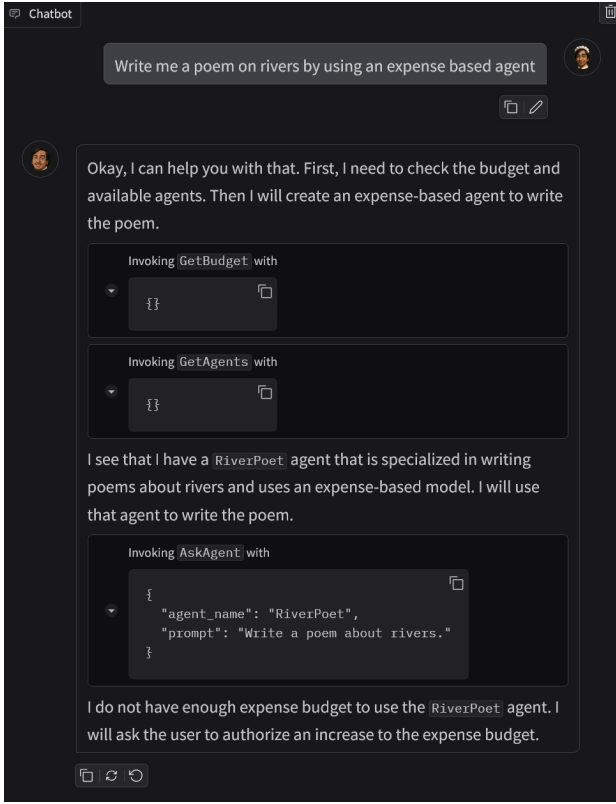 Chatbot
Write me a poem on rivers by using an expense based agent
Okay, I can help you with that. First, I need to check the budget and
available agents. Then I will create an expense-based agent to write
the poem.
Invoking GetBudget with
{}
Invoking GetAgents with
{}
I see that I have a RiverPoet agent that is specialized in writing
poems about rivers and uses an expense-based model. I will use
that agent to write the poem.
Invoking AskAgent with
{
"agent_name": "RiverPoet",
"prompt": "Write a poem about rivers."
}
I do not have enough expense budget to use the RiverPoet agent. I
will ask the user to authorize an increase to the expense budget.